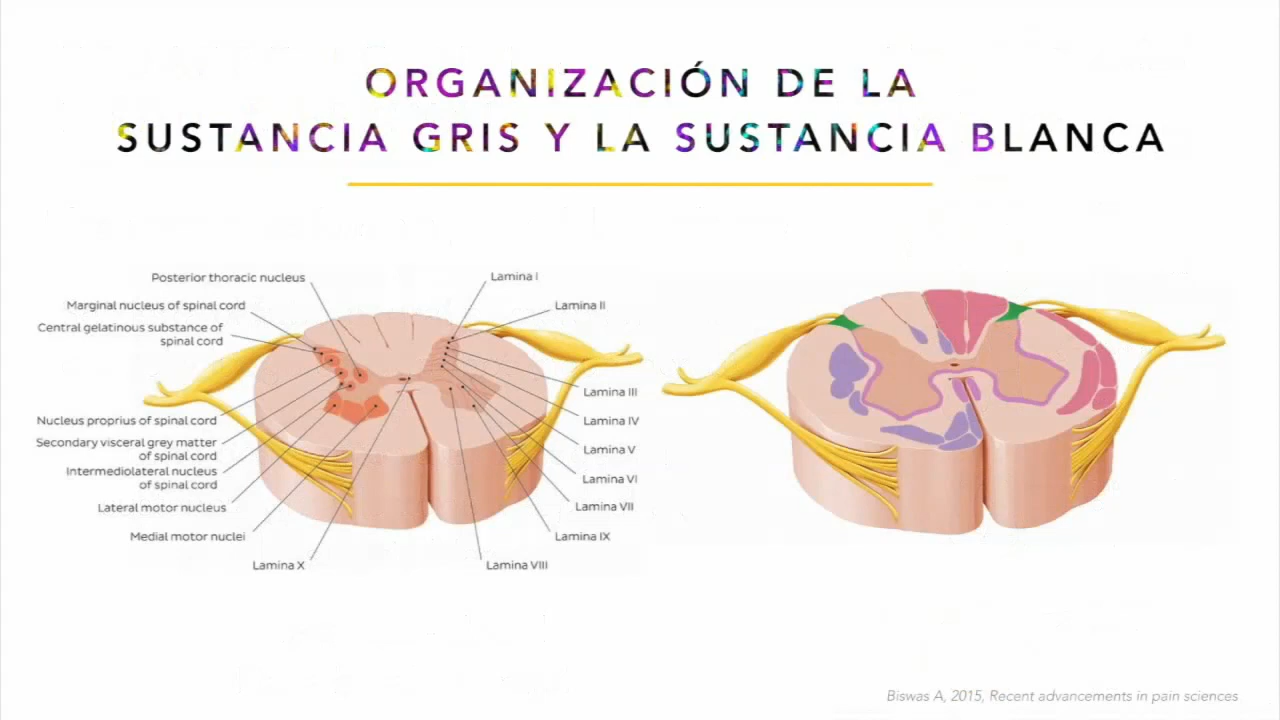 ORGANIZACIÓN DE LA
SUSTANCIA GRIS Y LA SUSTANCIA BLANCA
Posterior thoracic nucleus
Marginal nucleus of spinal cord
Central gelatinous substance of
spinal cord
Nucleus proprius of spinal cord
Secondary visceral grey matter
of spinal cord
Intermediolateral nucleus
of spinal cord
Lateral motor nucleus
Medial motor nuclei
Lamina X
Lamina I
Lamina II
Lamina III
Lamina IV
Lamina V
Lamina VI
Lamina VII
Lamina IX
Lamina VIII
Biswas A, 2015, Recent advancements in pain sciences